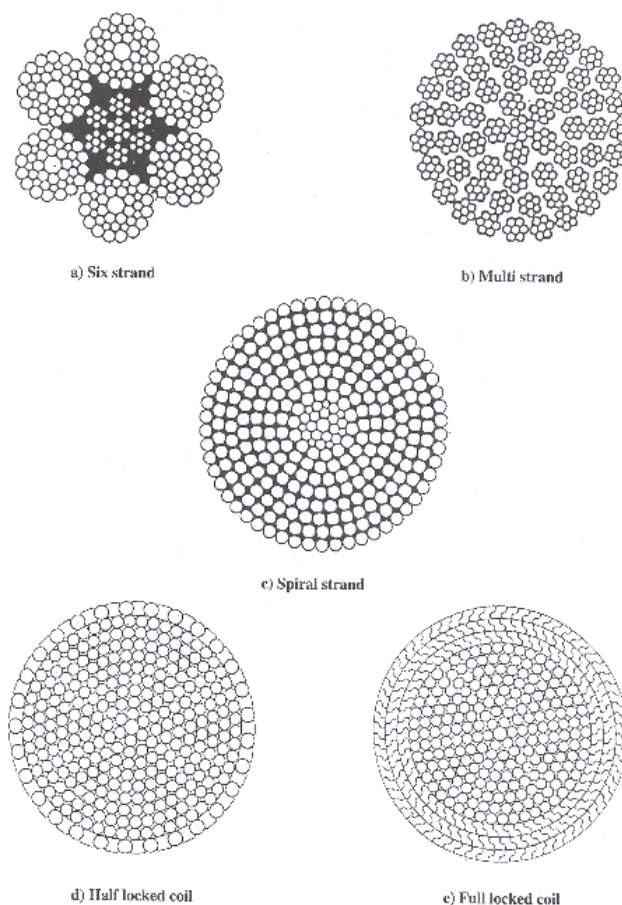 a) Six strand
b) Multi strand
c) Spiral strand
d) Half locked coil
e) Full locked coil